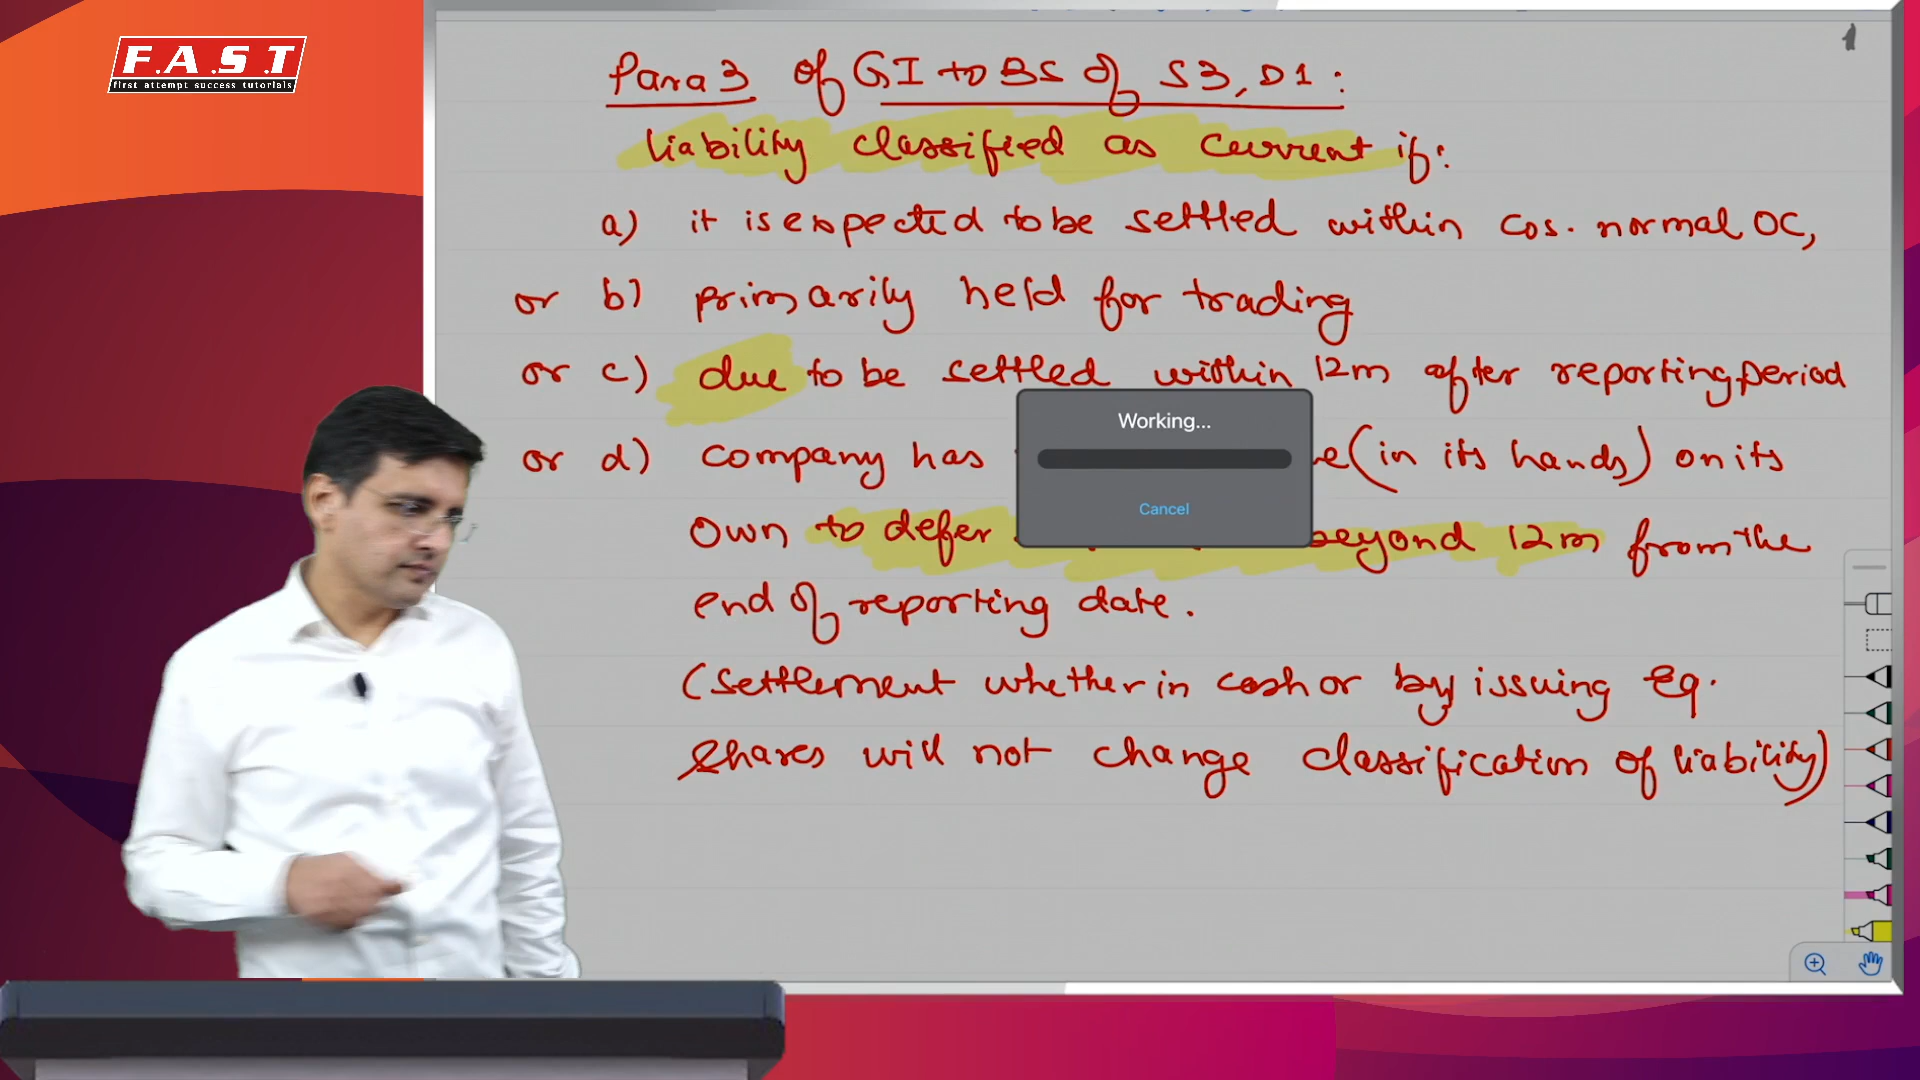 F.A.S.T
first attempt success tutorials
1
Para 3 of GI to BS of S3, D1:
liability classified as current if:
a) it is expected to be settled within cos. normal OC,
or b) primarily held for trading
or c) due to be settled within 12m after reporting period
or d) company has (in its hands) on its
own to defer beyond 12m from the
end of reporting date.
(settlement whether in cash or by issuing Eq.
shares will not change classification of liability)
Working...
Cancel